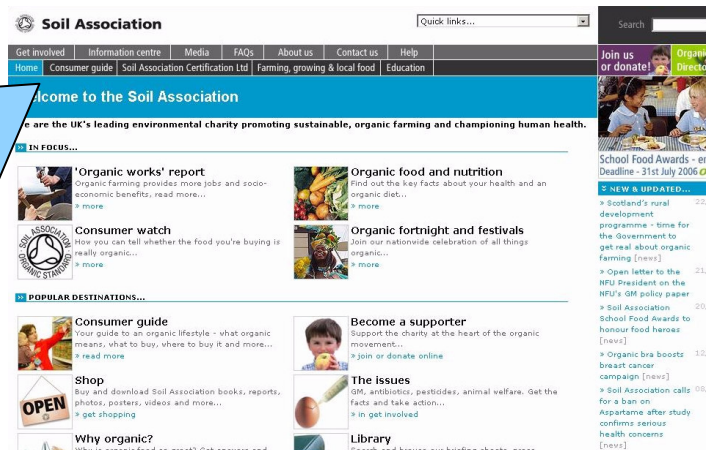 Soil Association
Quick links...
Search
Get involved Information centre Media FAQs About us Contact us Help
Home Consumer guide Soil Association Certification Ltd Farming, growing & local food Education
Join us
or donate!
to the Soil Association
are the UK's leading environmental charity promoting sustainable, organic farming and championing human health.
IN FOCUS...
'Organic works' report
Organic farming provides more jobs and socio-
economic benefits, read more...
» more
Organic food and nutrition
Find out the key facts about your health and an
organic diet...
» more
Consumer watch
How you can tell whether the food you're buying is
really organic...
» more
SOIL ASSOCIATION ORGANIC STANDARD
Organic fortnight and festivals
Join our nationwide celebration of all things
organic...
» more
POPULAR DESTINATIONS...
Consumer guide
Your guide to an organic lifestyle - what organic
means, what to buy, where to buy it and more...
» read more
Become a supporter
Support the charity at the heart of the organic
movement...
» join or donate online
Shop
Buy and download Soil Association books, reports,
photos, posters, videos and more...
» get shopping
OPEN
The issues
GM, antibiotics, pesticides, animal welfare. Get the
facts and take action...
» in get involved
Why organic?
Library
School Food Awards -
Deadline - 31st July 2006
NEW & UPDATED...
» Scotland's rural
development
programme - time for
the Government to
get real about organic
farming [news]
» Open letter to the
NFU President on the
NFU's GM policy paper
» Soil Association
School Food Awards to
honour food heroes
[news]
» Organic bra boosts
breast cancer
campaign [news]
» Soil Association calls
for a ban on
Aspartame after study
confirms serious
health concerns
[news]